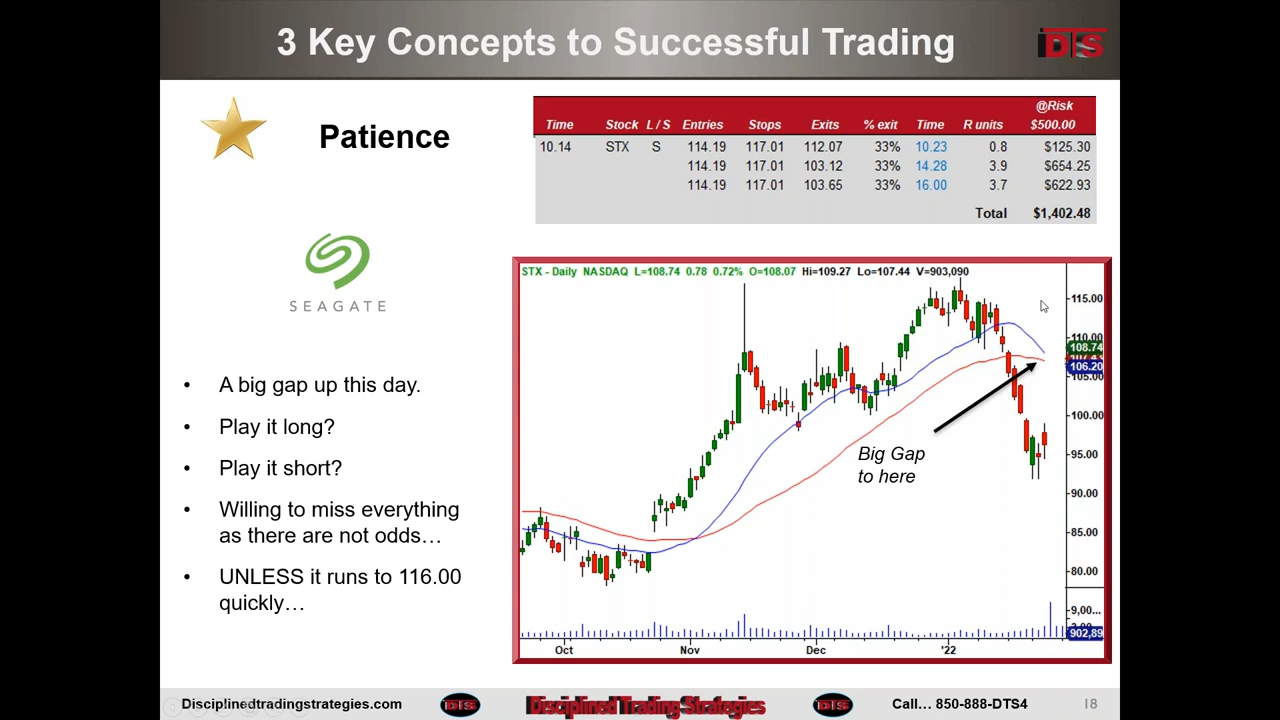 3 Key Concepts to Successful Trading
DTS
Patience
@Risk
Time Stock L / S Entries Stops Exits % exit Time R units $500.00
10.14 STX S 114.19 117.01 112.07 33% 10.23 0.8 $125.30
114.19 117.01 103.12 33% 14.28 3.9 $654.25
114.19 117.01 103.65 33% 16.00 3.7 $622.93
Total $1,402.48
SEAGATE
• A big gap up this day.
• Play it long?
• Play it short?
• Willing to miss everything
as there are not odds…
• UNLESS it runs to 116.00
quickly…
STX - Daily NASDAQ L=108.74 0.78 0.72% O=108.07 Hi=109.27 Lo=107.44 V=903,090
115.00
110.00
108.74
106.20
105.00
100.00
95.00
90.00
85.00
80.00
9,00...
902,89
Big Gap
to here
Oct Nov Dec '22
Disciplinedtradingstrategies.com DTS Disciplined Trading Strategies DTS Call… 850-888-DTS4 18